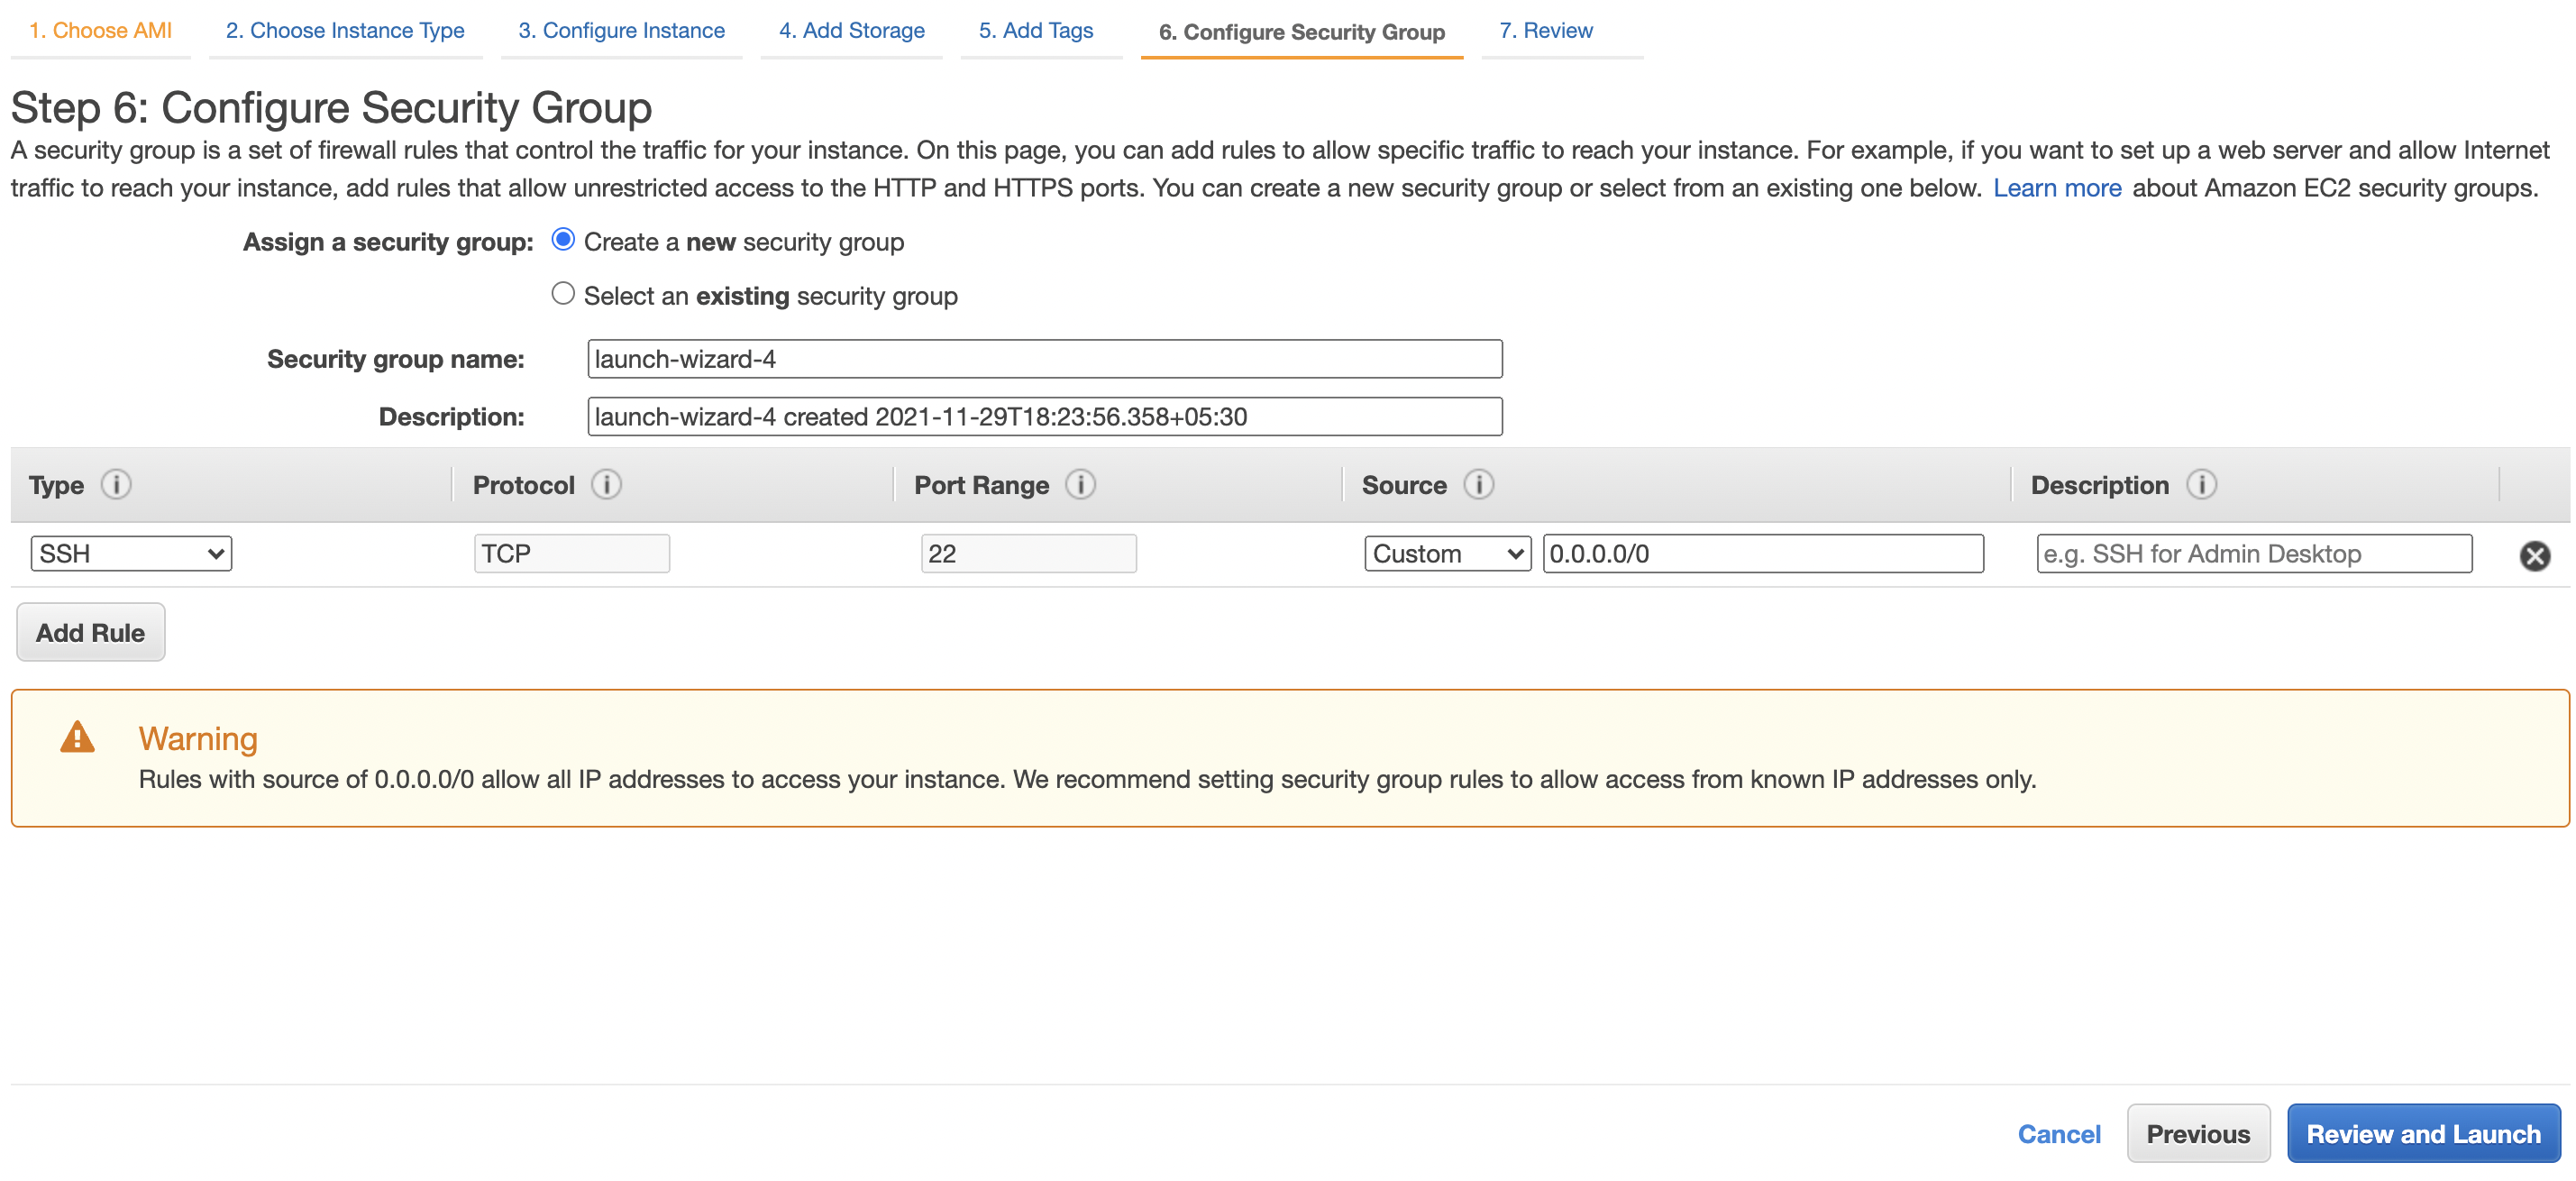 1. Choose AMI 2. Choose Instance Type 3. Configure Instance 4. Add Storage 5. Add Tags 6. Configure Security Group 7. Review
Step 6: Configure Security Group
A security group is a set of firewall rules that control the traffic for your instance. On this page, you can add rules to allow specific traffic to reach your instance. For example, if you want to set up a web server and allow Internet
traffic to reach your instance, add rules that allow unrestricted access to the HTTP and HTTPS ports. You can create a new security group or select from an existing one below. Learn more about Amazon EC2 security groups.
Assign a security group: Create a new security group
Select an existing security group
Security group name: launch-wizard-4
Description: launch-wizard-4 created 2021-11-29T18:23:56.358+05:30
Type Protocol Port Range Source Description
SSH TCP 22 Custom 0.0.0.0/0 e.g. SSH for Admin Desktop
Add Rule
Warning
Rules with source of 0.0.0.0/0 allow all IP addresses to access your instance. We recommend setting security group rules to allow access from known IP addresses only.
Cancel Previous Review and Launch